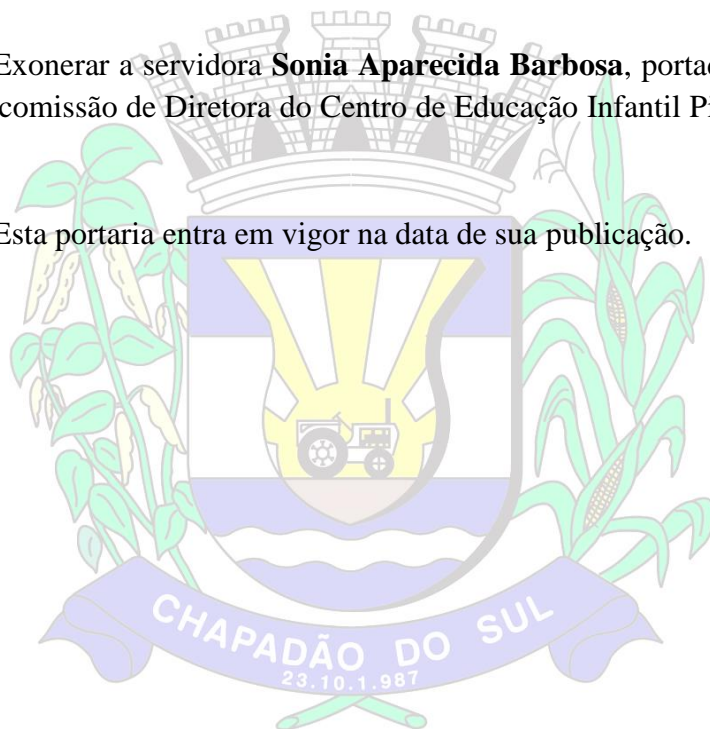 Exonerar a servidora Sonia Aparecida Barbosa,
comissão de Diretora do Centro de Educação Infantil
Esta portaria entra em vigor na data de sua publicação.
CHAPADÃO DO SUL
23.10.1.987